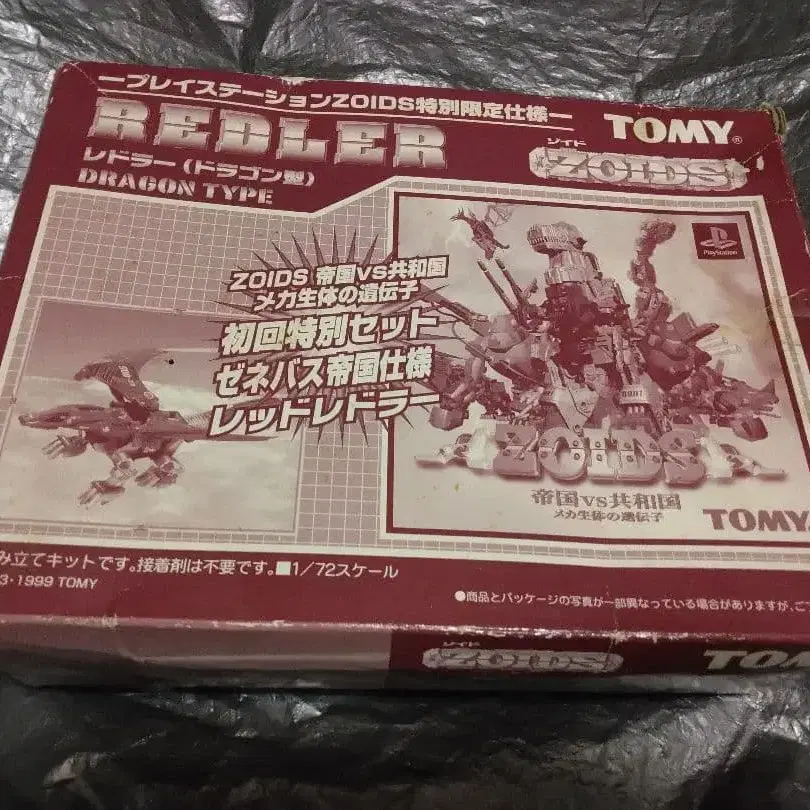 ープレイステーションZOIDS特別限定仕様ー
REDLER
レドラー(ドラゴン型)
DRAGON TYPE
TOMY®
ゾイド
ZOIDS
PlayStation
ZOIDS 帝国VS共和国
メカ生体の遺伝子
初回特別セット
ゼネバス帝国仕様
レッドレドラー
ZOIDS
帝国VS共和国
メカ生体の遺伝子
TOMY
み立てキットです。接着剤は不要です。■1/72スケール
3・1999 TOMY
●商品とパッケージの写真が一部異なっている場合がありますが、ご
ゾイド
ZOIDS
TOMY